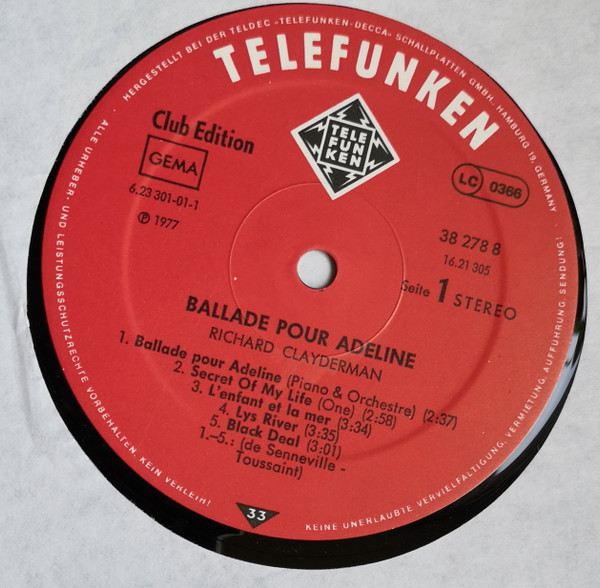 HERGESTELLT BEI DER TELDEC »TELEFUNKEN-DECCA« SCHALLPLATTEN GMBH, HAMBURG 19, GERMANY
TELEFUNKEN
Club Edition
GEMA
6.23 301-01-1
Ⓟ 1977
TELE
FUN
KEN
LC 0366
38 278 8
16.21 305
Seite 1 STEREO
BALLADE POUR ADELINE
RICHARD CLAYDERMAN
1. Ballade pour Adeline (Piano & Orchestre) (2:37)
2. Secret Of My Life (One) (2:58)
3. L'enfant et la mer (3:34)
4. Lys River (3:35)
5. Black Deal (3:01)
1.–5.: (de Senneville -
Toussaint)
33
ALLE URHEBER- UND LEISTUNGSSCHUTZRECHTE VORBEHALTEN. KEIN VERLEIH!
KEINE UNERLAUBTE VERVIELFÄLTIGUNG, VERMIETUNG, AUFFÜHRUNG, SENDUNG!